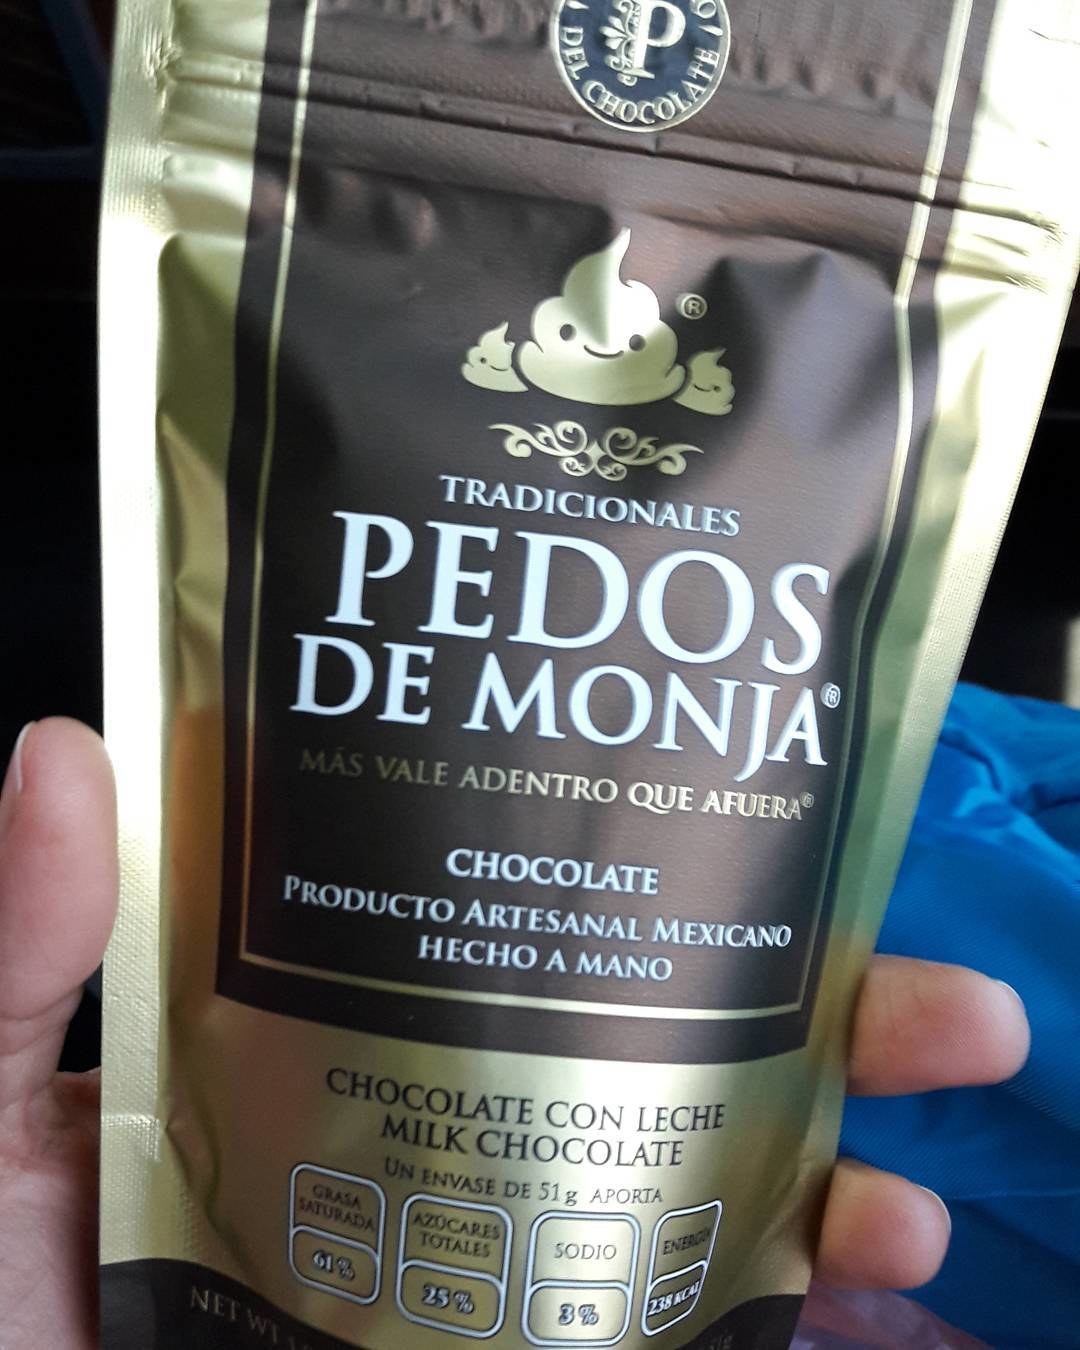 P
DEL CHOCOLATE
®
TRADICIONALES
PEDOS
DE MONJA®
MÁS VALE ADENTRO QUE AFUERA®
CHOCOLATE
PRODUCTO ARTESANAL MEXICANO
HECHO A MANO
CHOCOLATE CON LECHE
MILK CHOCOLATE
UN ENVASE DE 51g APORTA
GRASA
SATURADA
61%
AZÚCARES
TOTALES
25%
SODIO
3%
ENERGÍA
238 KCAL
NET WT